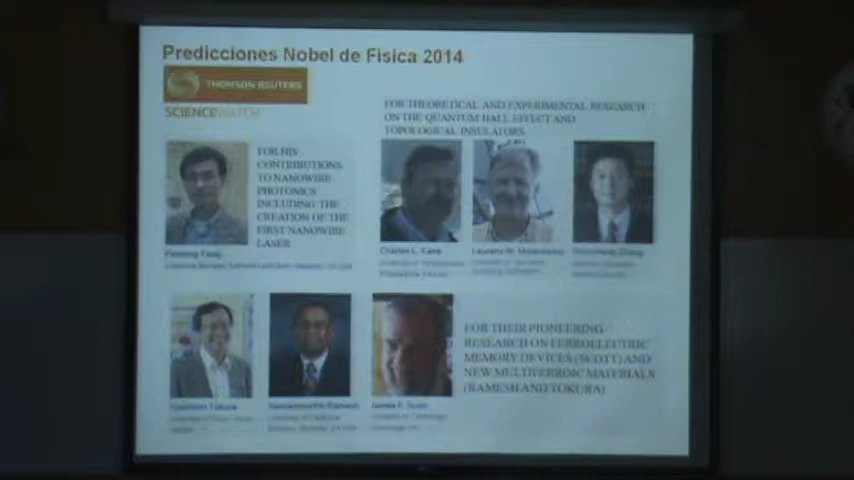 Predicciones Nobel de Fisica 2014
THOMSON REUTERS
SCIENCEWATCH
FOR THEORETICAL AND EXPERIMENTAL RESEARCH
ON THE QUANTUM HALL EFFECT AND
TOPOLOGICAL INSULATORS
FOR HIS
CONTRIBUTIONS
TO NANOWIRE
PHOTONICS
INCLUDING THE
CREATION OF THE
FIRST NANOWIRE
LASER
Peidong Yang
Charles L. Kane
Laurens W. Molenkamp
Shoucheng Zhang
FOR THEIR PIONEERING
RESEARCH ON FERROELECTRIC
MEMORY DEVICES (SCOTT) AND
NEW MULTIFERROIC MATERIALS
(RAMESH AND TOKURA)
Yoshinori Tokura
Ramamoorthy Ramesh
James F. Scott